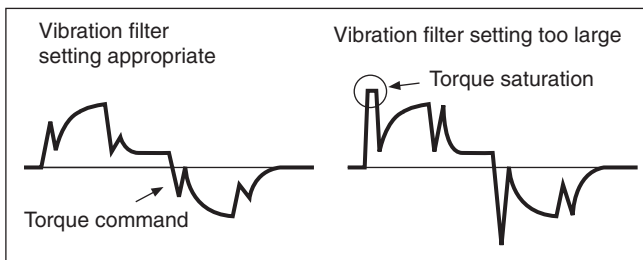 Vibration filter
setting appropriate
Torque command
Vibration filter setting too large
Torque saturation